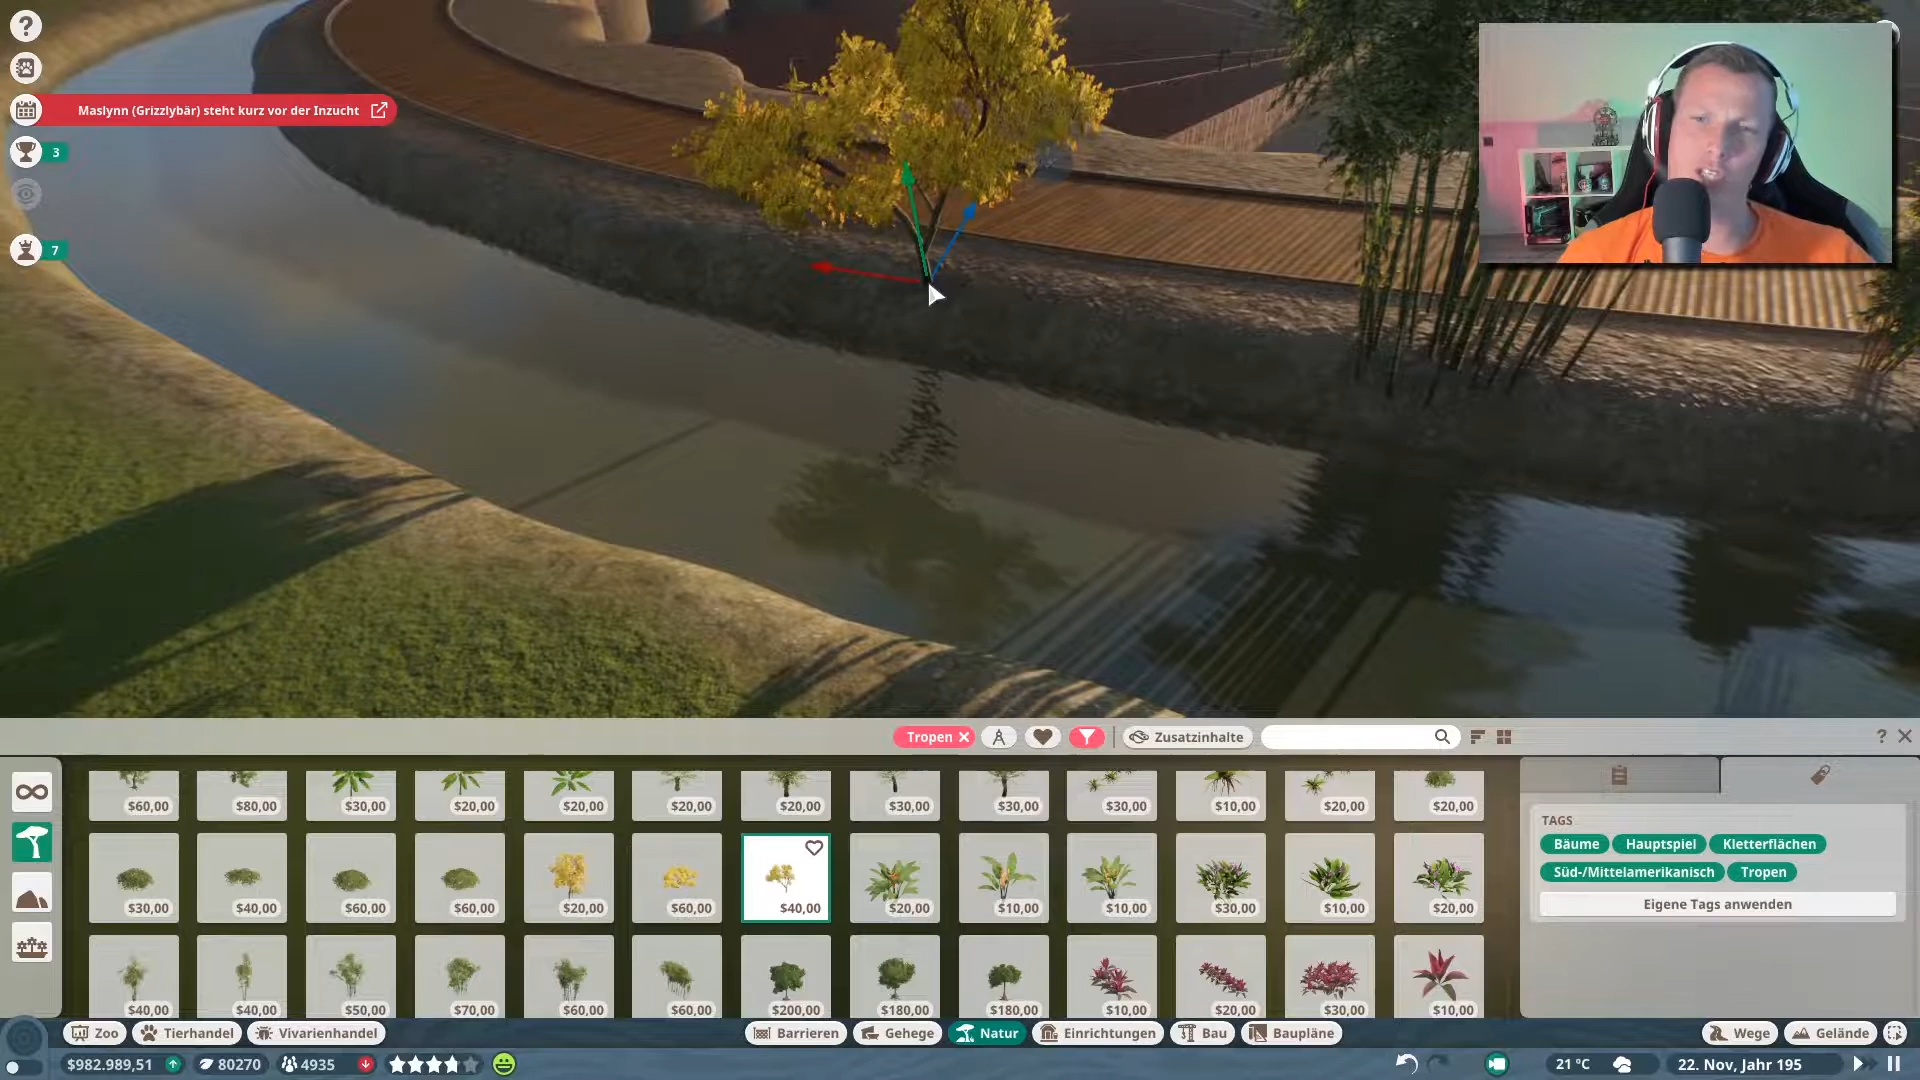 ?
Maslynn (Grizzlybär) steht kurz vor der Inzucht
3
7
Tropen
Zusatzinhalte
?
$60,00 $80,00 $30,00 $20,00 $20,00 $20,00 $20,00 $30,00 $30,00 $30,00 $10,00 $20,00 $20,00
$30,00 $40,00 $60,00 $60,00 $20,00 $60,00 $40,00 $20,00 $10,00 $10,00 $30,00 $10,00 $20,00
$40,00 $40,00 $50,00 $70,00 $60,00 $60,00 $200,00 $180,00 $180,00 $10,00 $20,00 $30,00 $10,00
TAGS
Bäume Hauptspiel Kletterflächen
Süd-/Mittelamerikanisch Tropen
Eigene Tags anwenden
Zoo Tierhandel Vivarienhandel Barrieren Gehege Natur Einrichtungen Bau Baupläne Wege Gelände
$982.989,51 80270 4935 21 °C 22. Nov, Jahr 195